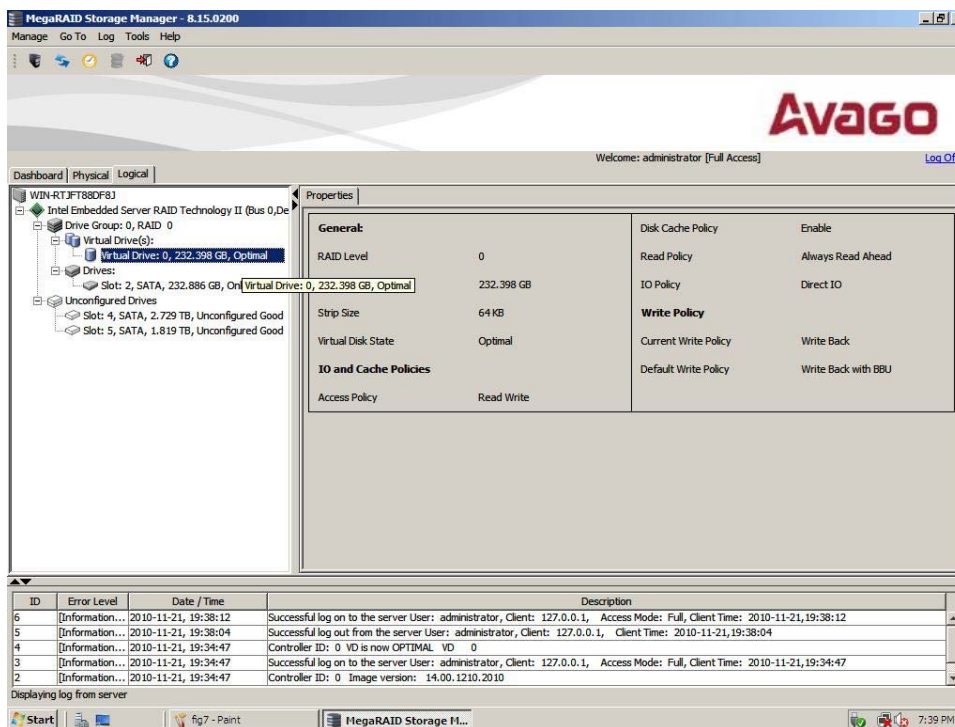 MegaRAID Storage Manager - 8.15.0200
Manage Go To Log Tools Help
AVAGO
Welcome: administrator [Full Access]
Log Of
Dashboard Physical Logical
WIN-RTJFT88DF8J
Intel Embedded Server RAID Technology II (Bus 0,De
Drive Group: 0, RAID 0
Virtual Drive(s):
Virtual Drive: 0, 232.398 GB, Optimal
Drives:
Slot: 2, SATA, 232.886 GB, Onl
Virtual Drive: 0, 232.398 GB, Optimal
Unconfigured Drives
Slot: 4, SATA, 2.729 TB, Unconfigured Good
Slot: 5, SATA, 1.819 TB, Unconfigured Good
Properties
General:
RAID Level 0
232.398 GB
Strip Size 64 KB
Virtual Disk State Optimal
IO and Cache Policies
Access Policy Read Write
Disk Cache Policy Enable
Read Policy Always Read Ahead
IO Policy Direct IO
Write Policy
Current Write Policy Write Back
Default Write Policy Write Back with BBU
ID Error Level Date / Time Description
6 [Information... 2010-11-21, 19:38:12 Successful log on to the server User: administrator, Client: 127.0.0.1, Access Mode: Full, Client Time: 2010-11-21,19:38:12
5 [Information... 2010-11-21, 19:38:04 Successful log out from the server User: administrator, Client: 127.0.0.1, Client Time: 2010-11-21,19:38:04
4 [Information... 2010-11-21, 19:34:47 Controller ID: 0 VD is now OPTIMAL VD 0
3 [Information... 2010-11-21, 19:34:47 Successful log on to the server User: administrator, Client: 127.0.0.1, Access Mode: Full, Client Time: 2010-11-21,19:34:47
2 [Information... 2010-11-21, 19:34:47 Controller ID: 0 Image version: 14.00.1210.2010
Displaying log from server
Start fig7 - Paint MegaRAID Storage M... 7:39 PM